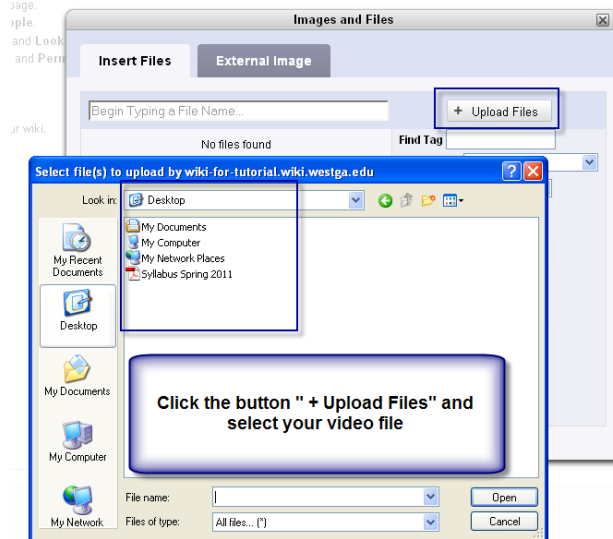 page.
ople.
and Look
and Perm
ur wiki.
Images and Files
Insert Files
External Image
Begin Typing a File Name...
+ Upload Files
No files found
Find Tag
Select file(s) to upload by wiki-for-tutorial.wiki.westga.edu
Look in:
Desktop
My Recent
Documents
Desktop
My Documents
My Computer
My Network
My Documents
My Computer
My Network Places
Syllabus Spring 2011
Click the button " + Upload Files" and
select your video file
File name:
Open
Files of type:
All files... (*)
Cancel